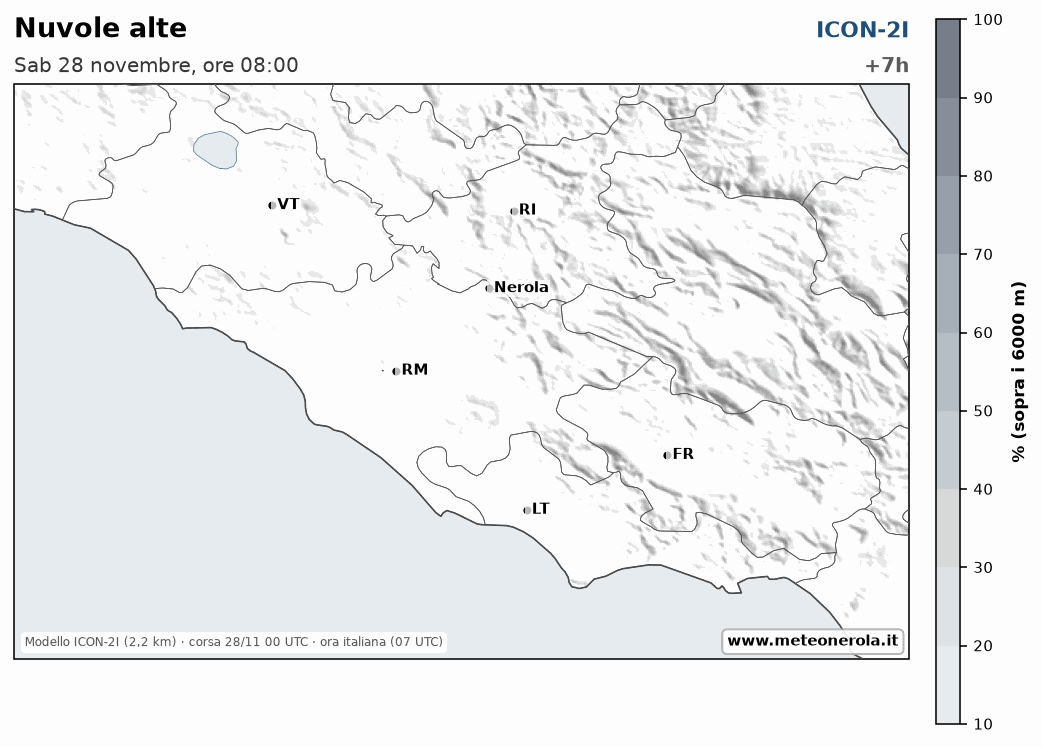 Nuvole alte
ICON-2I
Sab 28 novembre, ore 08:00
+7h
100
90
80
70
60
50
40
30
20
10
% (sopra i 6000 m)
VT
RI
Nerola
RM
FR
LT
Modello ICON-2I (2,2 km) · corsa 28/11 00 UTC · ora italiana (07 UTC)
www.meteonerola.it